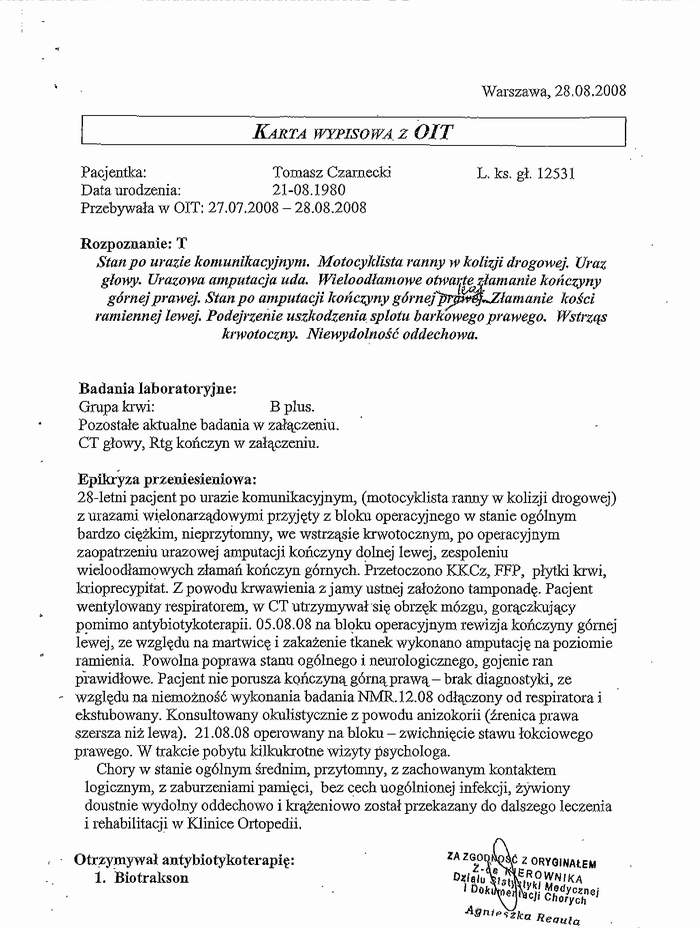 Warszawa, 28.08.2008
KARTA WYPISOWA Z OIT
Pacjentka: Tomasz Czarnecki L. ks. gł. 12531
Data urodzenia: 21-08.1980
Przebywała w OIT: 27.07.2008 – 28.08.2008
Rozpoznanie: T
Stan po urazie komunikacyjnym. Motocyklista ranny w kolizji drogowej. Uraz
głowy. Urazowa amputacja uda. Wieloodłamowe otwarte złamanie kończyny
górnej prawej. Stan po amputacji kończyny górnej prawej. Złamanie kości
ramiennej lewej. Podejrzenie uszkodzenia splotu barkowego prawego. Wstrząs
krwotoczny. Niewydolność oddechowa.
Badania laboratoryjne:
Grupa krwi: B plus.
Pozostałe aktualne badania w załączeniu.
CT głowy, Rtg kończyn w załączeniu.
Epikryza przeniesieniowa:
28-letni pacjent po urazie komunikacyjnym, (motocyklista ranny w kolizji drogowej)
z urazami wielonarządowymi przyjęty z bloku operacyjnego w stanie ogólnym
bardzo ciężkim, nieprzytomny, we wstrząsie krwotocznym, po operacyjnym
zaopatrzeniu urazowej amputacji kończyny dolnej lewej, zespoleniu
wieloodłamowych złamań kończyn górnych. Przetoczono KKCz, FFP, płytki krwi,
krioprecypitat. Z powodu krwawienia z jamy ustnej założono tamponadę. Pacjent
wentylowany respiratorem, w CT utrzymywał się obrzęk mózgu, gorączkujący
pomimo antybiotykoterapii. 05.08.08 na bloku operacyjnym rewizja kończyny górnej
lewej, ze względu na martwicę i zakażenie tkanek wykonano amputację na poziomie
ramienia. Powolna poprawa stanu ogólnego i neurologicznego, gojenie ran
prawidłowe. Pacjent nie porusza kończyną górną prawą – brak diagnostyki, ze
względu na niemożność wykonania badania NMR.12.08 odłączony od respiratora i
ekstubowany. Konsultowany okulistycznie z powodu anizokorii (źrenica prawa
szersza niż lewa). 21.08.08 operowany na bloku – zwichnięcie stawu łokciowego
prawego. W trakcie pobytu kilkukrotne wizyty psychologa.
Chory w stanie ogólnym średnim, przytomny, z zachowanym kontaktem
logicznym, z zaburzeniami pamięci, bez cech uogólnionej infekcji, żywiony
doustnie wydolny oddechowo i krążeniowo został przekazany do dalszego leczenia
i rehabilitacji w Klinice Ortopedii.
Otrzymywał antybiotykoterapię:
1. Biotrakson
ZA ZGODNOŚĆ Z ORYGINAŁEM
Z-ca KIEROWNIKA
Działu Statystyki Medycznej
i Dokumentacji Chorych
Agnieszka Reguła